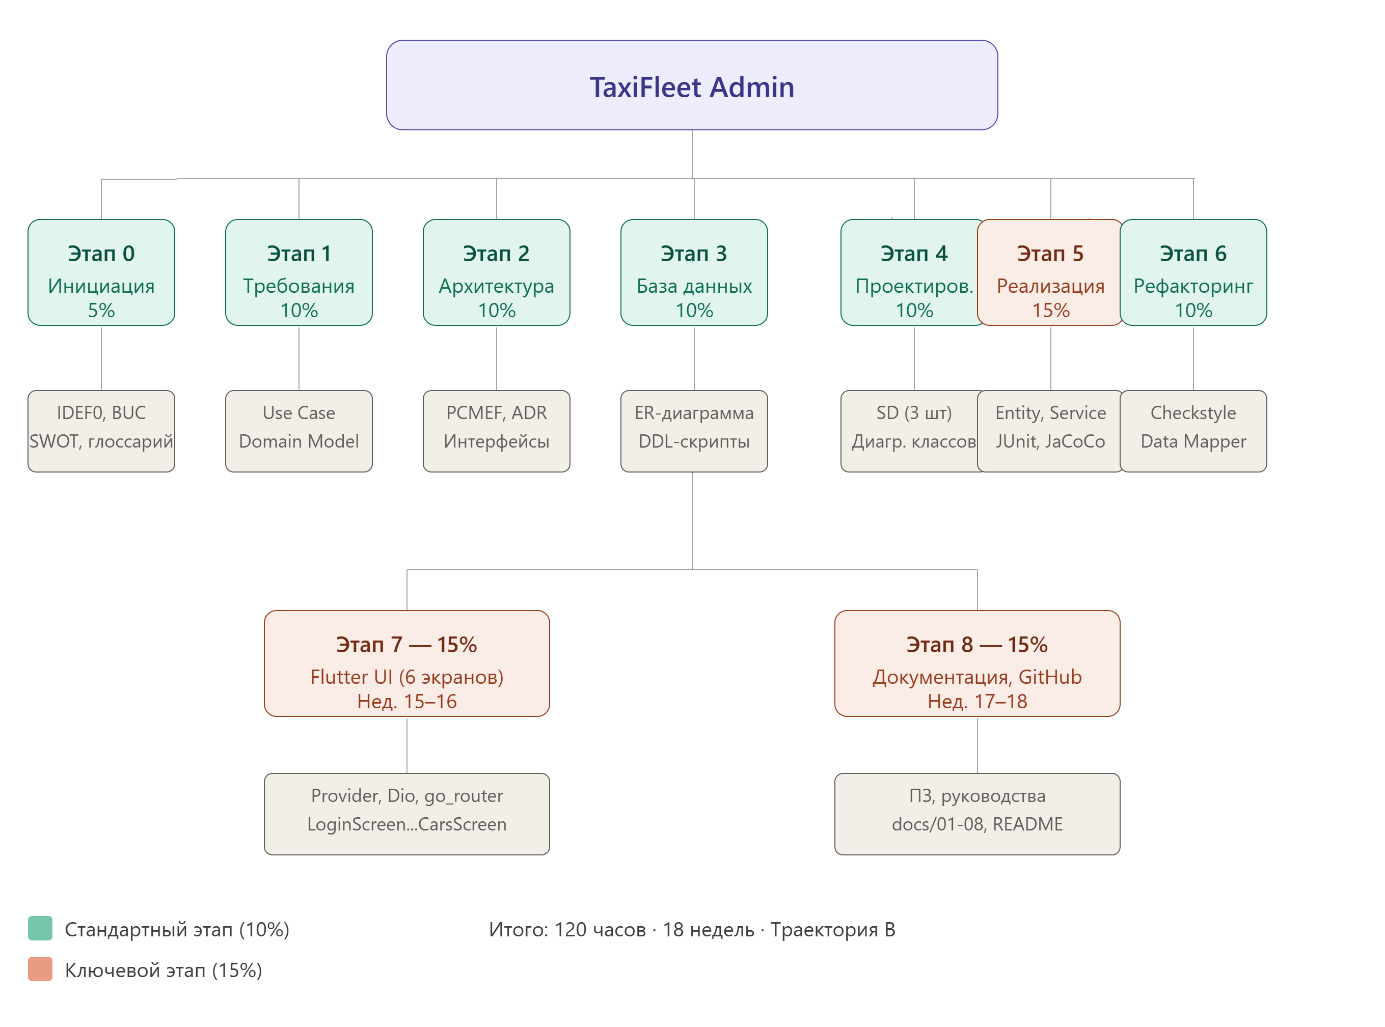 TaxiFleet Admin
Этап 0
Инициация
5%
Этап 1
Требования
10%
Этап 2
Архитектура
10%
Этап 3
База данных
10%
Этап 4
Проектиров.
10%
Этап 5
Реализация
15%
Этап 6
Рефакторинг
10%
IDEF0, BUC
SWOT, глоссарий
Use Case
Domain Model
PCMEF, ADR
Интерфейсы
ER-диаграмма
DDL-скрипты
SD (3 шт)
Диагр. классов
Entity, Service
JUnit, JaCoCo
Checkstyle
Data Mapper
Этап 7 — 15%
Flutter UI (6 экранов)
Нед. 15–16
Этап 8 — 15%
Документация, GitHub
Нед. 17–18
Provider, Dio, go_router
LoginScreen...CarsScreen
ПЗ, руководства
docs/01-08, README
Стандартный этап (10%)
Итого: 120 часов · 18 недель · Траектория B
Ключевой этап (15%)